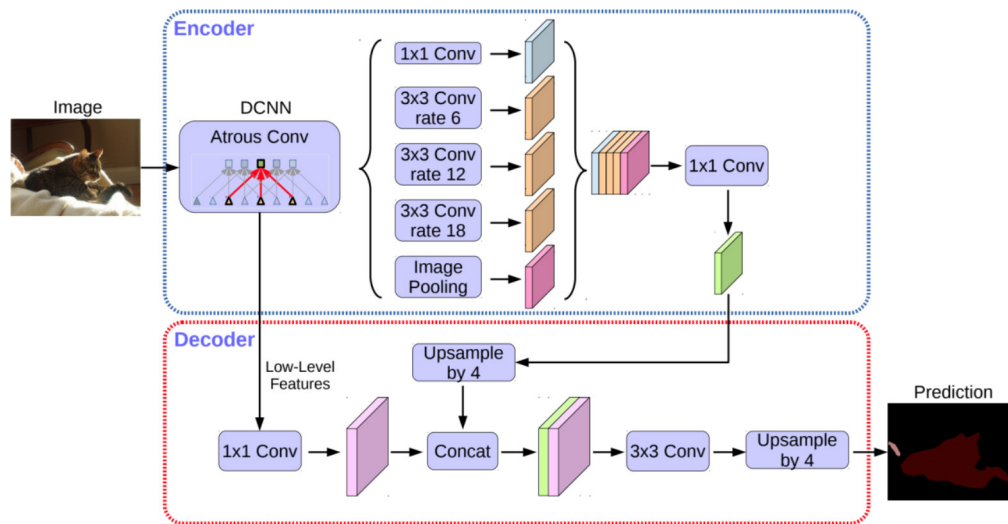 Encoder
Image
DCNN
Atrous Conv
1x1 Conv
3x3 Conv
rate 6
3x3 Conv
rate 12
3x3 Conv
rate 18
Image
Pooling
1x1 Conv
Decoder
Low-Level
Features
Upsample
by 4
1x1 Conv
Concat
3x3 Conv
Upsample
by 4
Prediction